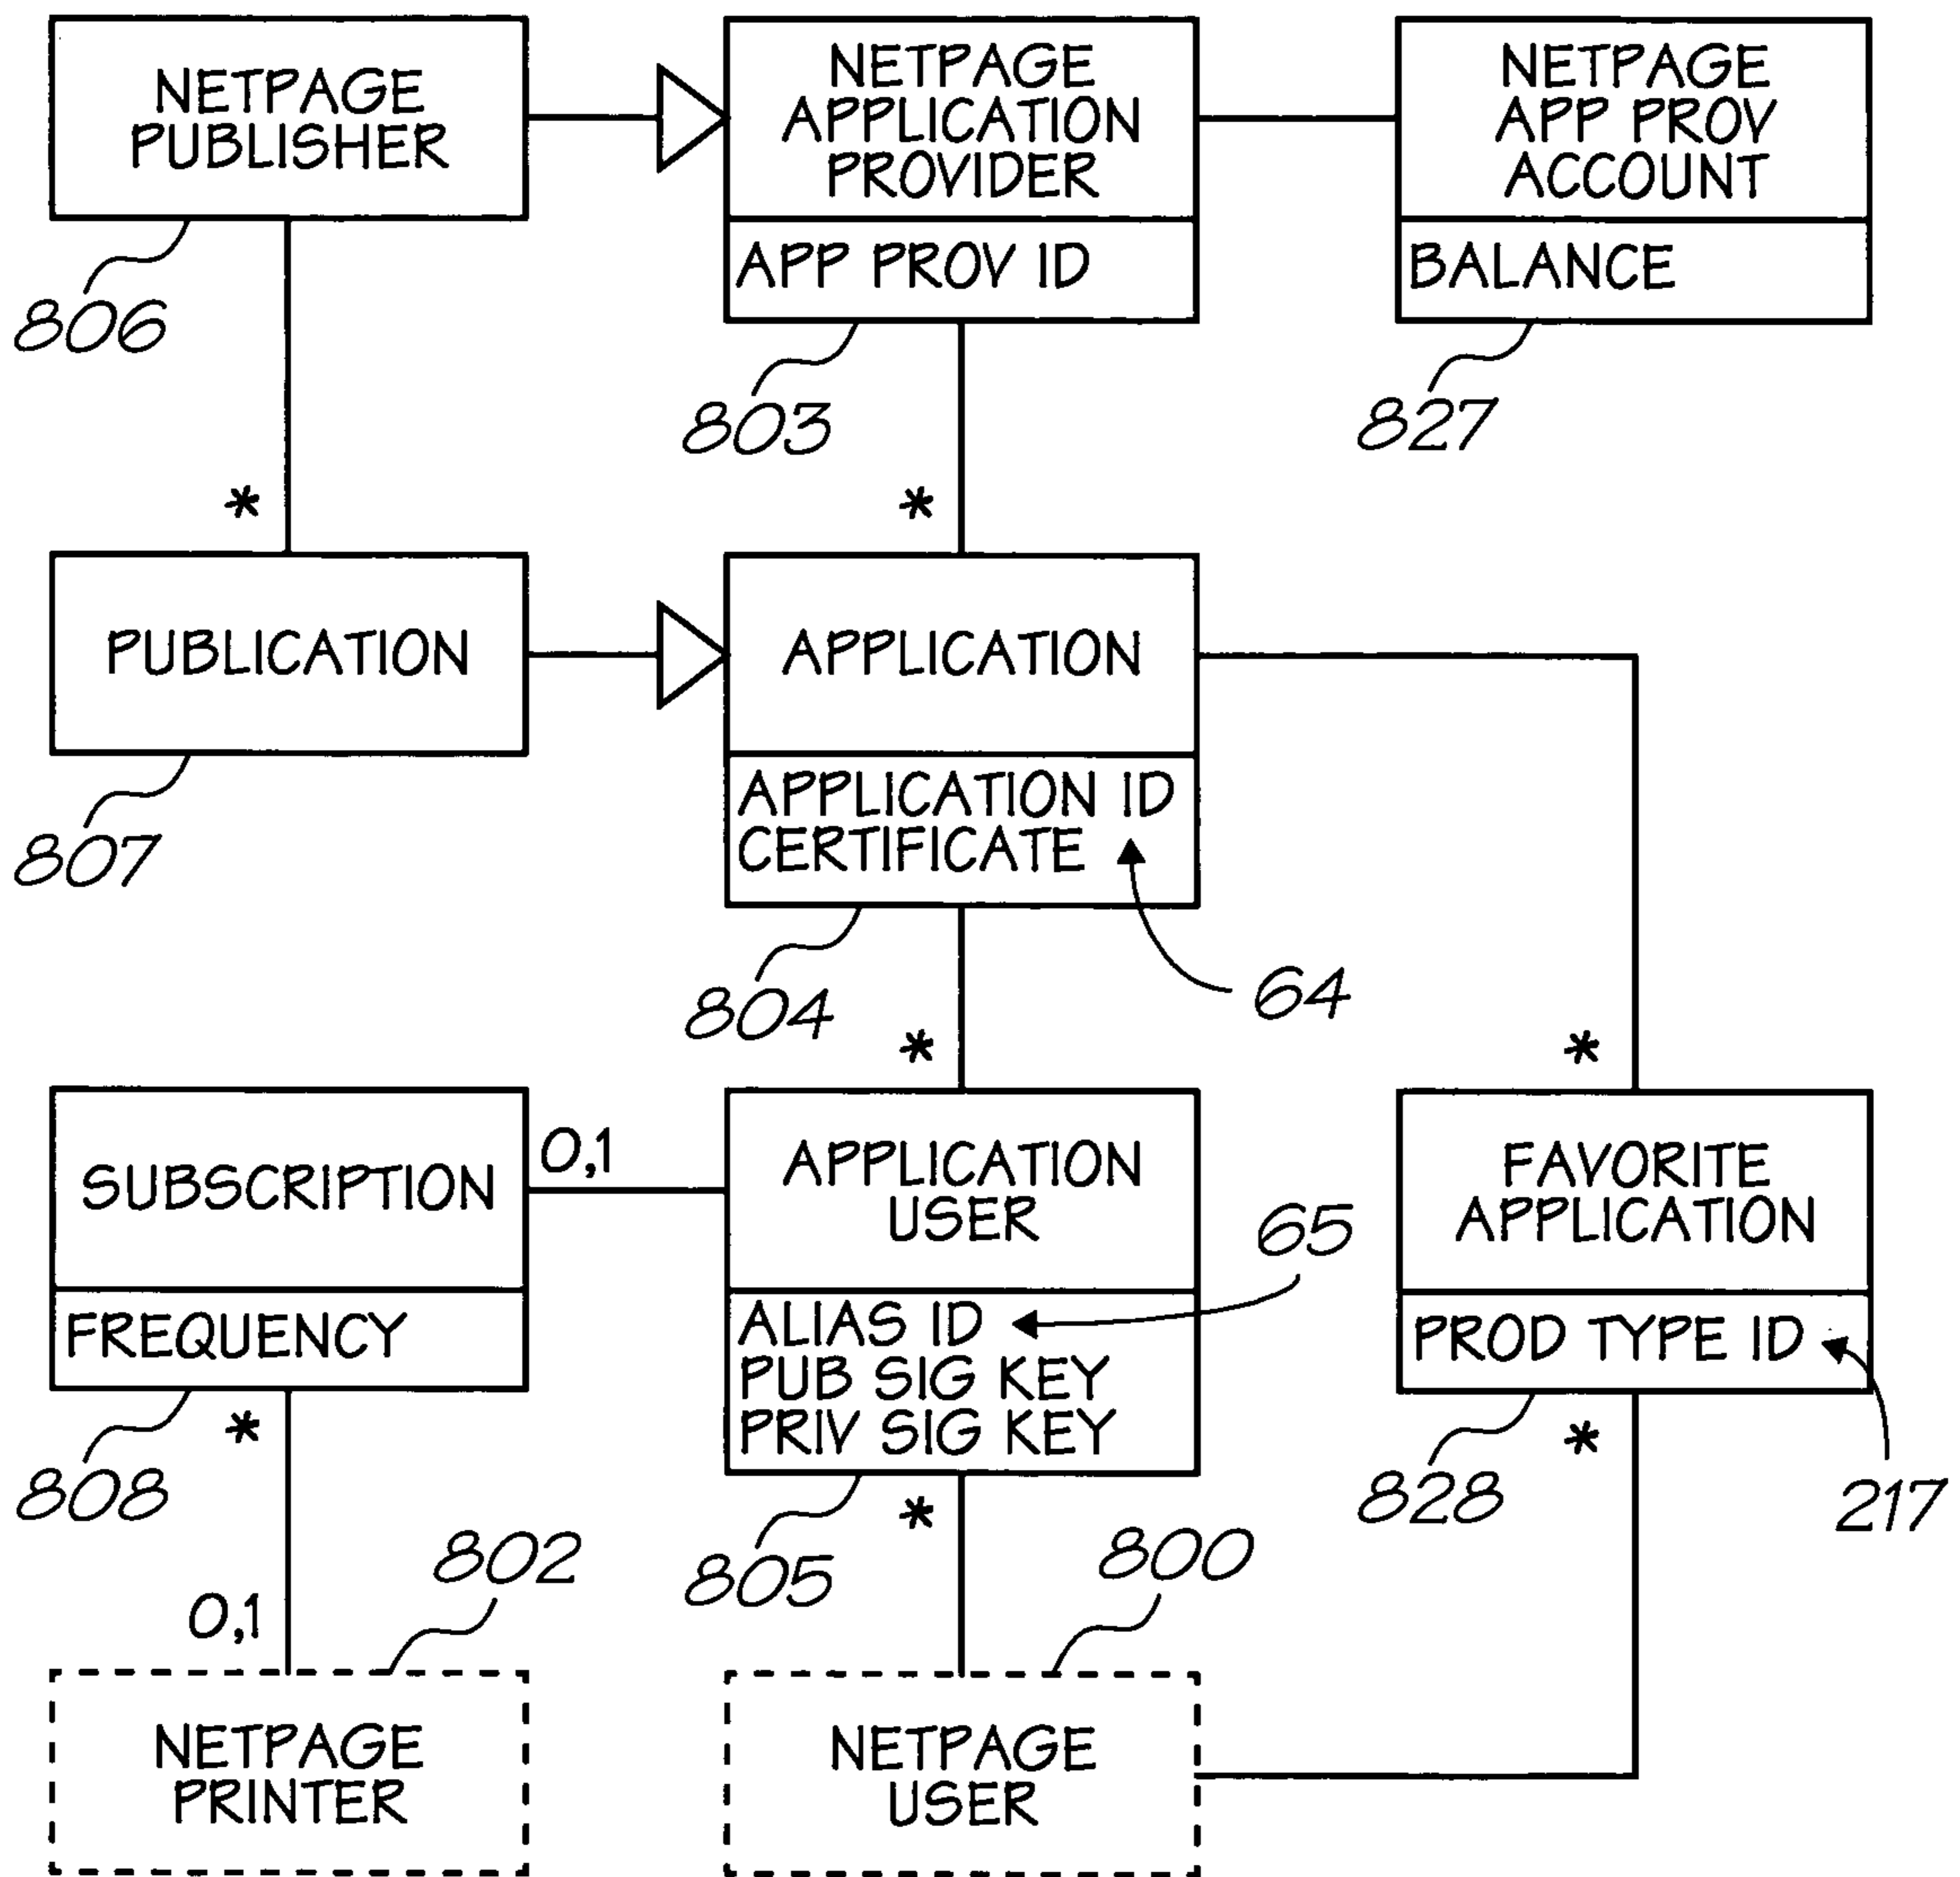 NETPAGE
PUBLISHER
NETPAGE
APPLICATION
PROVIDER
APP PROV ID
NETPAGE
APP PROV
ACCOUNT
BALANCE
806
803
827
*
*
PUBLICATION
APPLICATION
APPLICATION ID
CERTIFICATE
807
804
64
*
*
SUBSCRIPTION
FREQUENCY
0,1
APPLICATION
USER
ALIAS ID
PUB SIG KEY
PRIV SIG KEY
65
FAVORITE
APPLICATION
PROD TYPE ID
808
*
805
*
828
*
217
802
800
0,1
NETPAGE
PRINTER
NETPAGE
USER